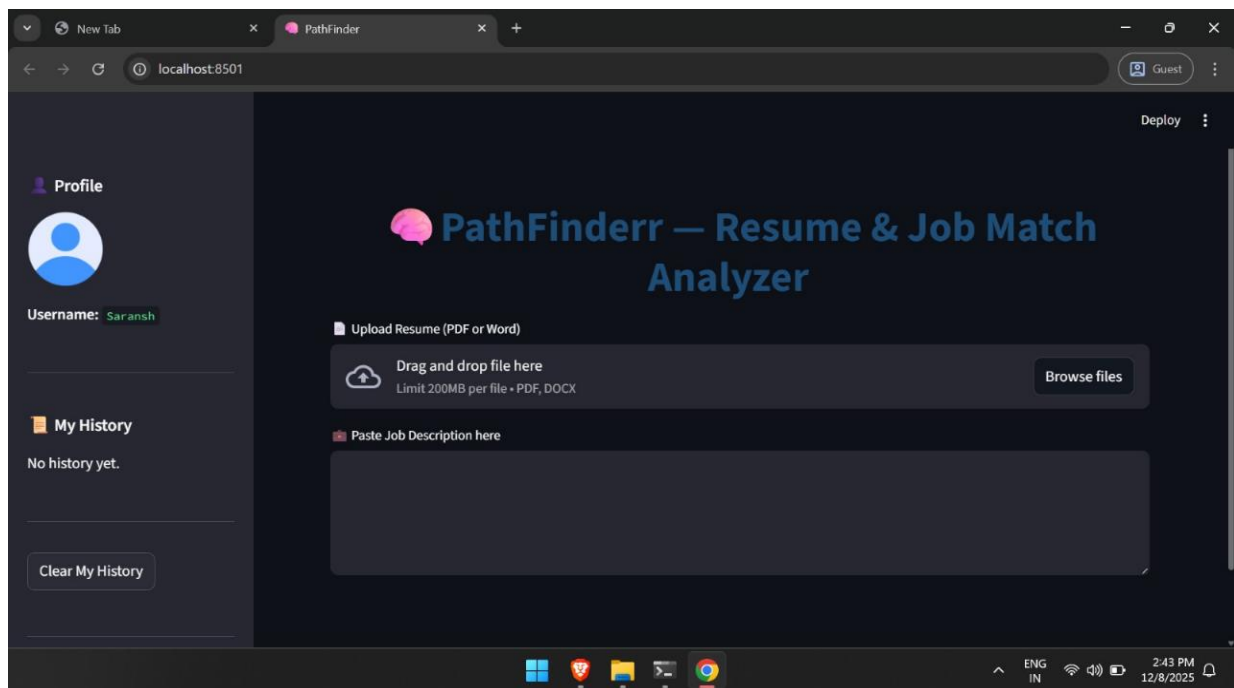 New Tab
PathFinder
localhost:8501
Guest
Deploy
Profile
Username: Saransh
My History
No history yet.
Clear My History
PathFinderr — Resume & Job Match
Analyzer
Upload Resume (PDF or Word)
Drag and drop file here
Limit 200MB per file • PDF, DOCX
Browse files
Paste Job Description here
ENG
IN
2:43 PM
12/8/2025